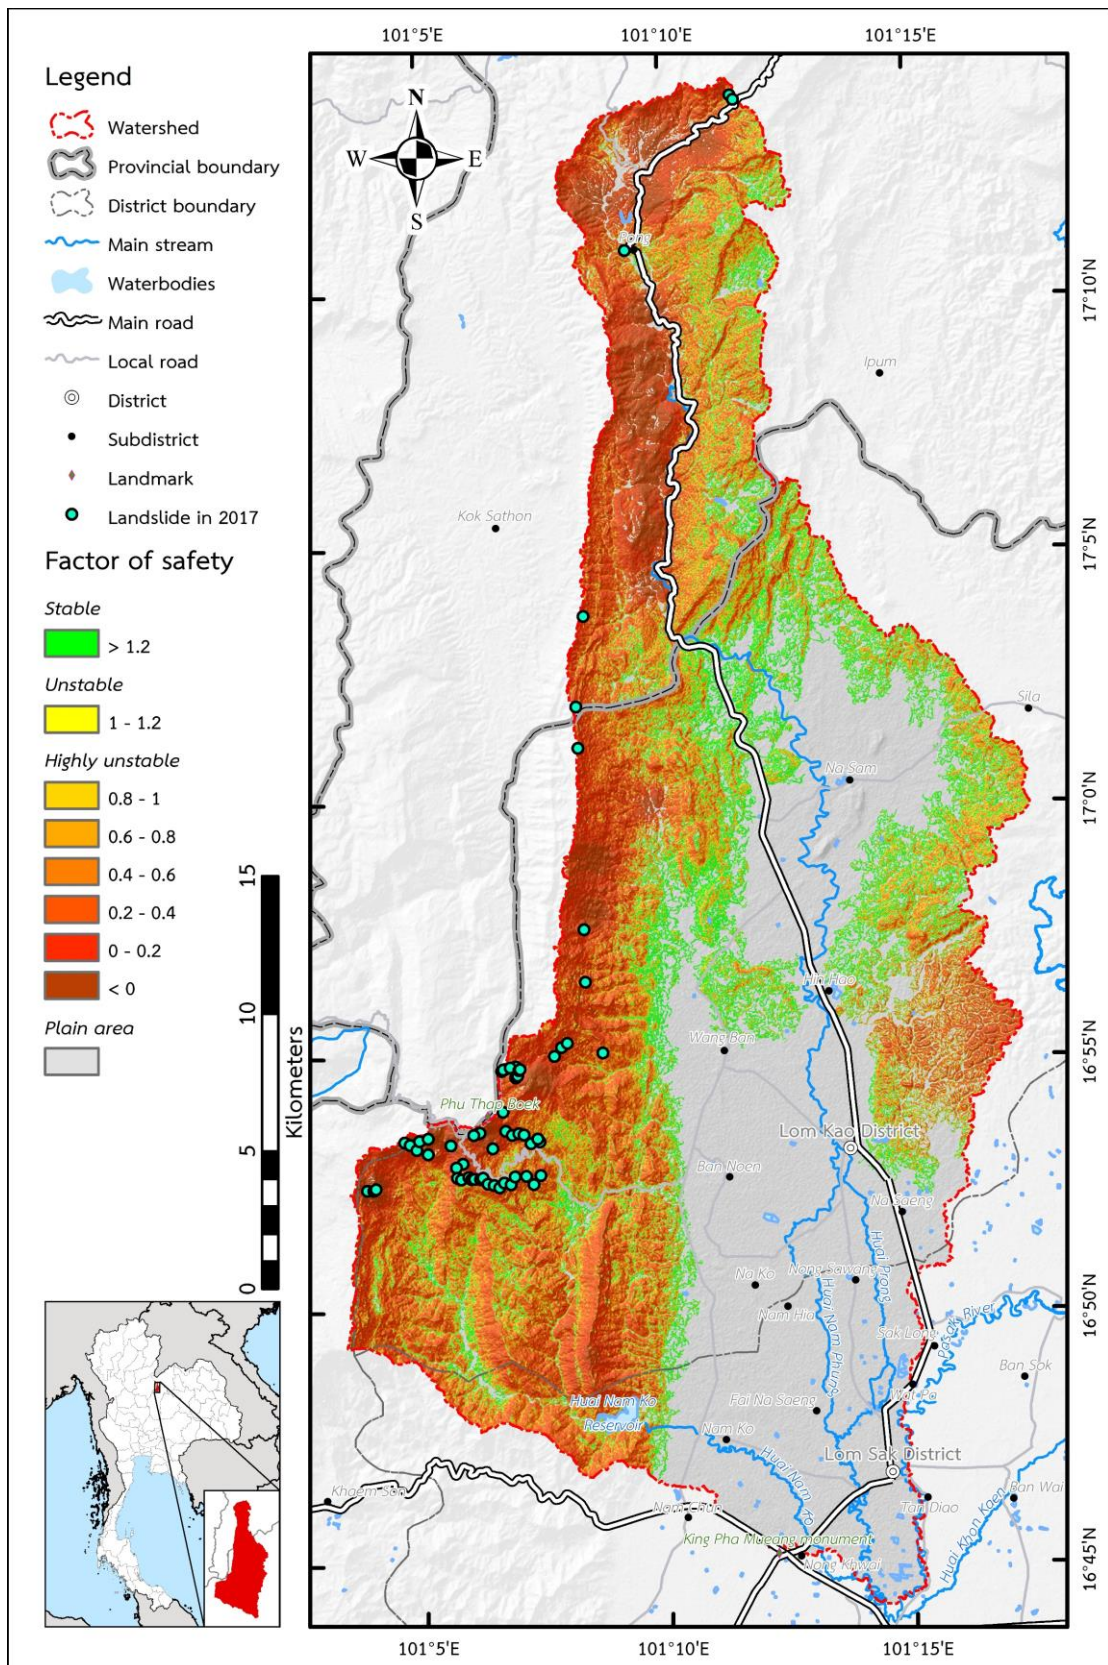 101°5'E
101°10'E
101°15'E
Legend
Watershed
Provincial boundary
District boundary
Main stream
Waterbodies
Main road
Local road
District
Subdistrict
Landmark
Landslide in 2017
Factor of safety
Stable
> 1.2
Unstable
1 - 1.2
Highly unstable
0.8 - 1
0.6 - 0.8
0.4 - 0.6
0.2 - 0.4
0 - 0.2
< 0
Plain area
N
W
E
S
15
10
5
0
Kilometers
Ipum
Kok Sathon
Sila
Na Sam
Hin Hao
Wang Ban
Phu Thap Boek
Lom Kao District
Ban Noen
Na Saeng
Na Ko
Nong Sawang
Nam Hia
Huai Prong
Huai Nam Phung
Sak Long
Pasak River
Ban Sok
Wat Pa
Fai Na Saeng
Huai Nam Ko
Reservoir
Nam Ko
Lom Sak District
Khaem Son
Nam Chun
Tan Diao
Ban Wai
Huai Khon Kaen
King Pha Mueang monument
Nong Khwai
17°10'N
17°5'N
17°0'N
16°55'N
16°50'N
16°45'N
101°5'E
101°10'E
101°15'E